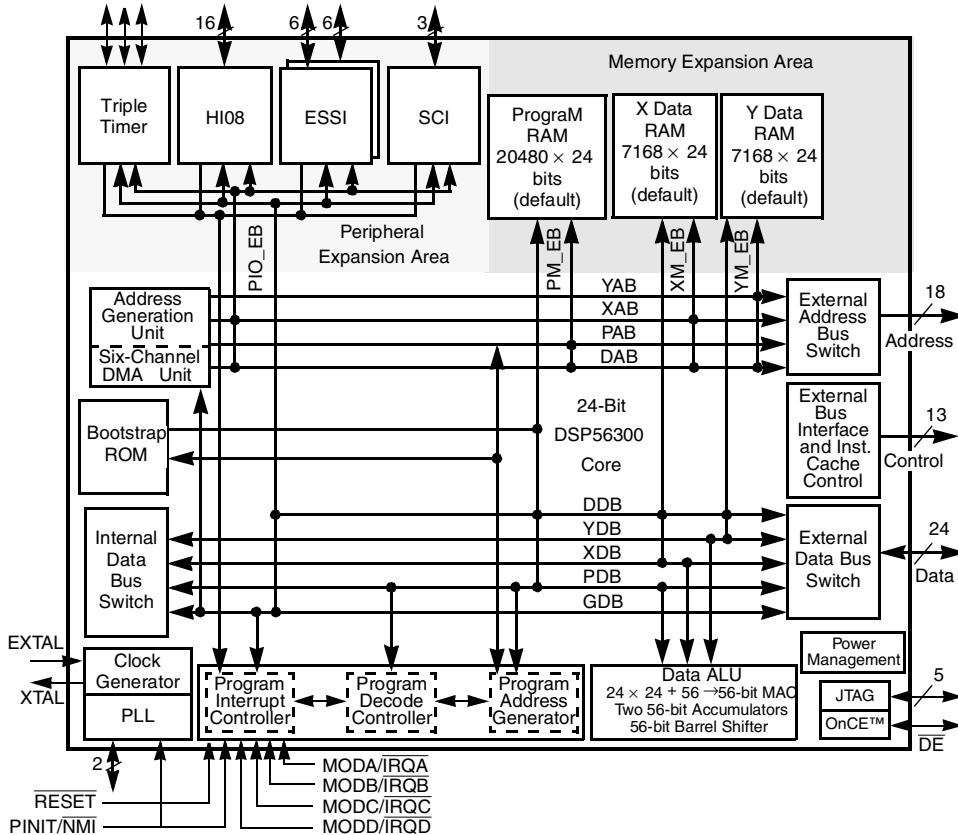 16
6
6
3
Memory Expansion Area
Triple
Timer
HI08
ESSI
SCI
PrograM
RAM
20480 × 24
bits
(default)
X Data
RAM
7168 × 24
bits
(default)
Y Data
RAM
7168 × 24
bits
(default)
Peripheral
Expansion Area
PIO_EB
PM_EB
XM_EB
YM_EB
Address
Generation
Unit
Six-Channel
DMA Unit
YAB
XAB
PAB
DAB
External
Address
Bus
Switch
18
Address
Bootstrap
ROM
24-Bit
DSP56300
Core
External
Bus
Interface
and Inst.
Cache
Control
13
Control
Internal
Data
Bus
Switch
DDB
YDB
XDB
PDB
GDB
External
Data Bus
Switch
24
Data
EXTAL
XTAL
Clock
Generator
PLL
2
Program
Interrupt
Controller
Program
Decode
Controller
Program
Address
Generator
Data ALU
24 × 24 + 56 →56-bit MAC
Two 56-bit Accumulators
56-bit Barrel Shifter
Power
Management
JTAG
OnCE™
5
DE
RESET
PINIT/NMI
MODA/IRQA
MODB/IRQB
MODC/IRQC
MODD/IRQD